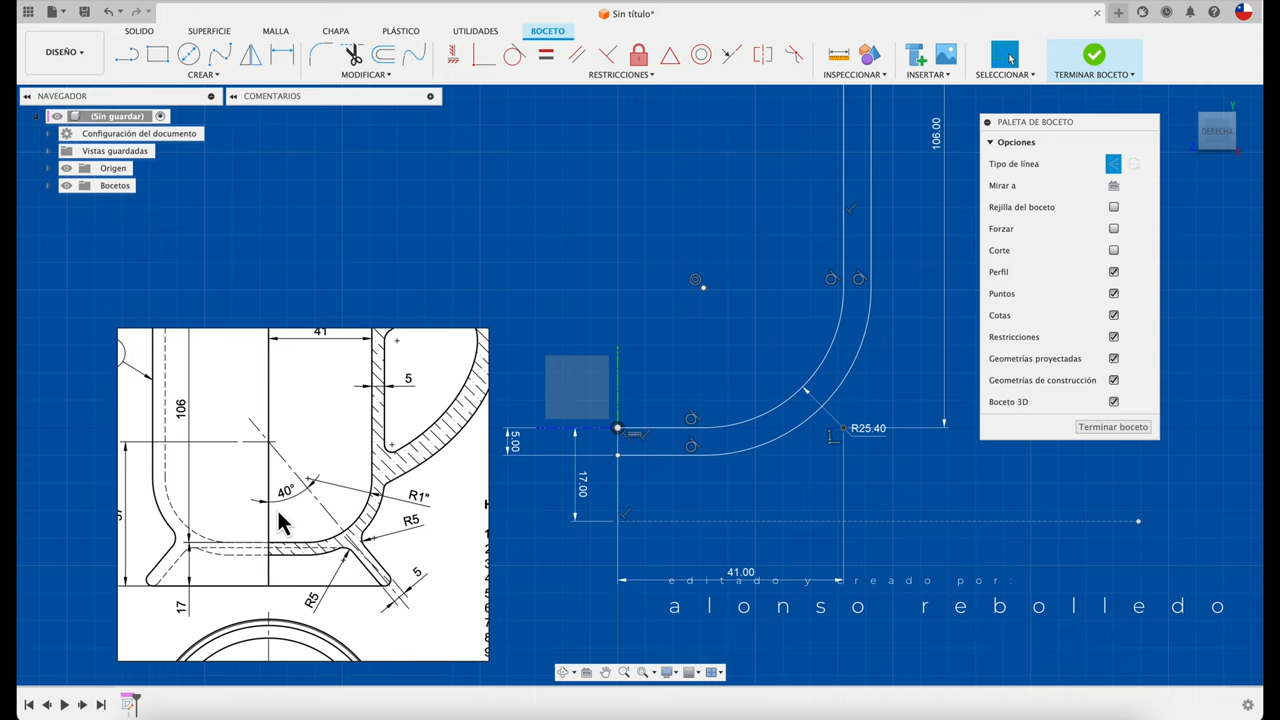 Sin título*
DISEÑO
SOLIDO SUPERFICIE MALLA CHAPA PLÁSTICO UTILIDADES BOCETO
CREAR MODIFICAR RESTRICCIONES INSPECCIONAR INSERTAR SELECCIONAR TERMINAR BOCETO
NAVEGADOR
COMENTARIOS
(Sin guardar)
Configuración del documento
Vistas guardadas
Origen
Bocetos
106.00
5.00
17.00
R25.40
41.00
DERECHA
Y
Z
PALETA DE BOCETO
Opciones
Tipo de línea
Mirar a
Rejilla del boceto
Forzar
Corte
Perfil
Puntos
Cotas
Restricciones
Geometrías proyectadas
Geometrías de construcción
Boceto 3D
Terminar boceto
41
5
106
40°
R1"
R5
5
R5
17
editado y creado por:
alonso rebolledo